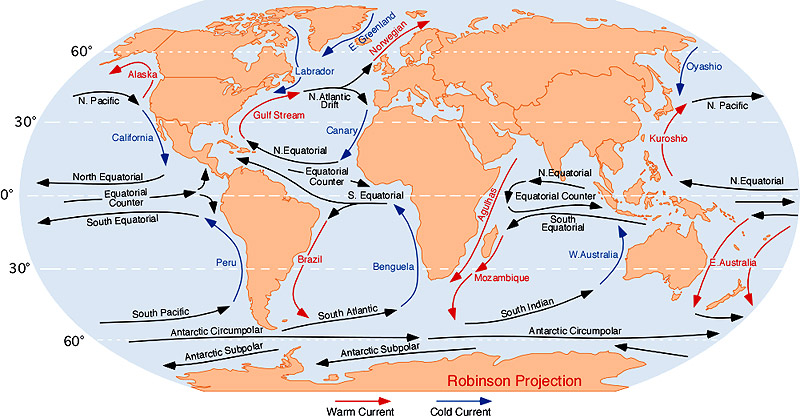 60°
30°
0°
30°
60°
Alaska
N. Pacific
California
North Equatorial
Equatorial
Counter
South Equatorial
Peru
South Pacific
Labrador
E. Greenland
Norwegian
N.Atlantic
Drift
Gulf Stream
Canary
N.Equatorial
Equatorial
Counter
S. Equatorial
Brazil
Benguela
South Atlantic
Antarctic Circumpolar
Antarctic Subpolar
Antarctic Subpolar
Agulhas
Mozambique
N.Equatorial
Equatorial Counter
South
Equatorial
W.Australia
South Indian
Antarctic Circumpolar
Oyashio
N. Pacific
Kuroshio
N.Equatorial
E.Australia
Robinson Projection
Warm Current
Cold Current